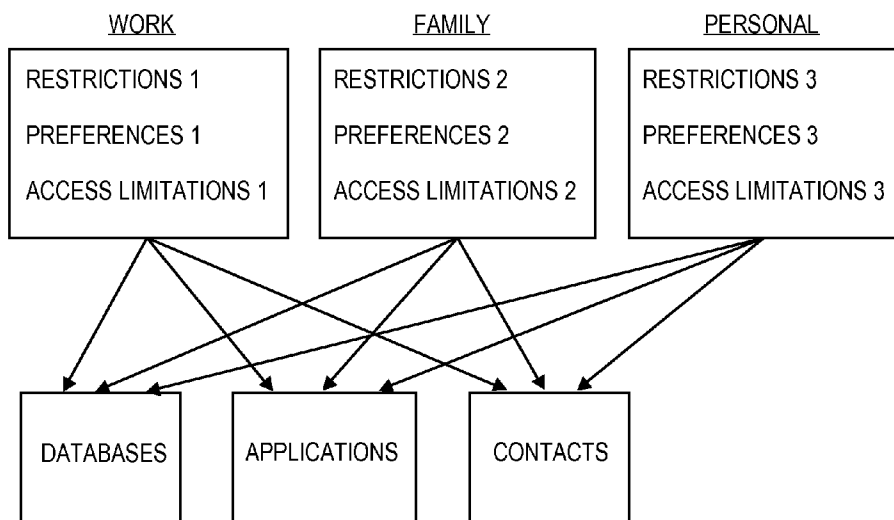 WORK
RESTRICTIONS 1
PREFERENCES 1
ACCESS LIMITATIONS 1
FAMILY
RESTRICTIONS 2
PREFERENCES 2
ACCESS LIMITATIONS 2
PERSONAL
RESTRICTIONS 3
PREFERENCES 3
ACCESS LIMITATIONS 3
DATABASES
APPLICATIONS
CONTACTS